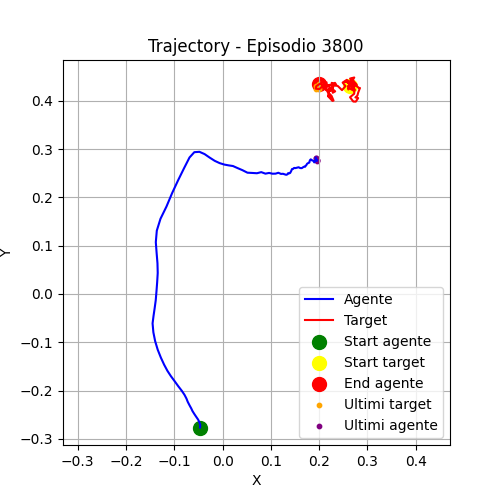 Trajectory - Episodio 3800
0.4
0.3
0.2
0.1
0.0
−0.1
−0.2
−0.3
Y
Agente
Target
Start agente
Start target
End agente
Ultimi target
Ultimi agente
−0.3 −0.2 −0.1 0.0 0.1 0.2 0.3 0.4
X